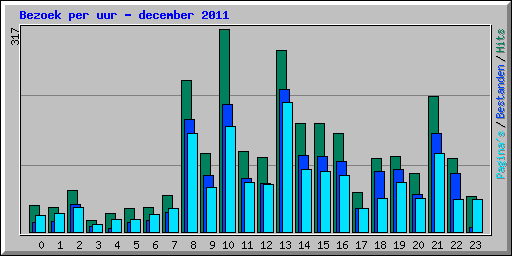 Bezoek per uur - december 2011
317
Pagina's / Bestanden / Hits
0 1 2 3 4 5 6 7 8 9 10 11 12 13 14 15 16 17 18 19 20 21 22 23